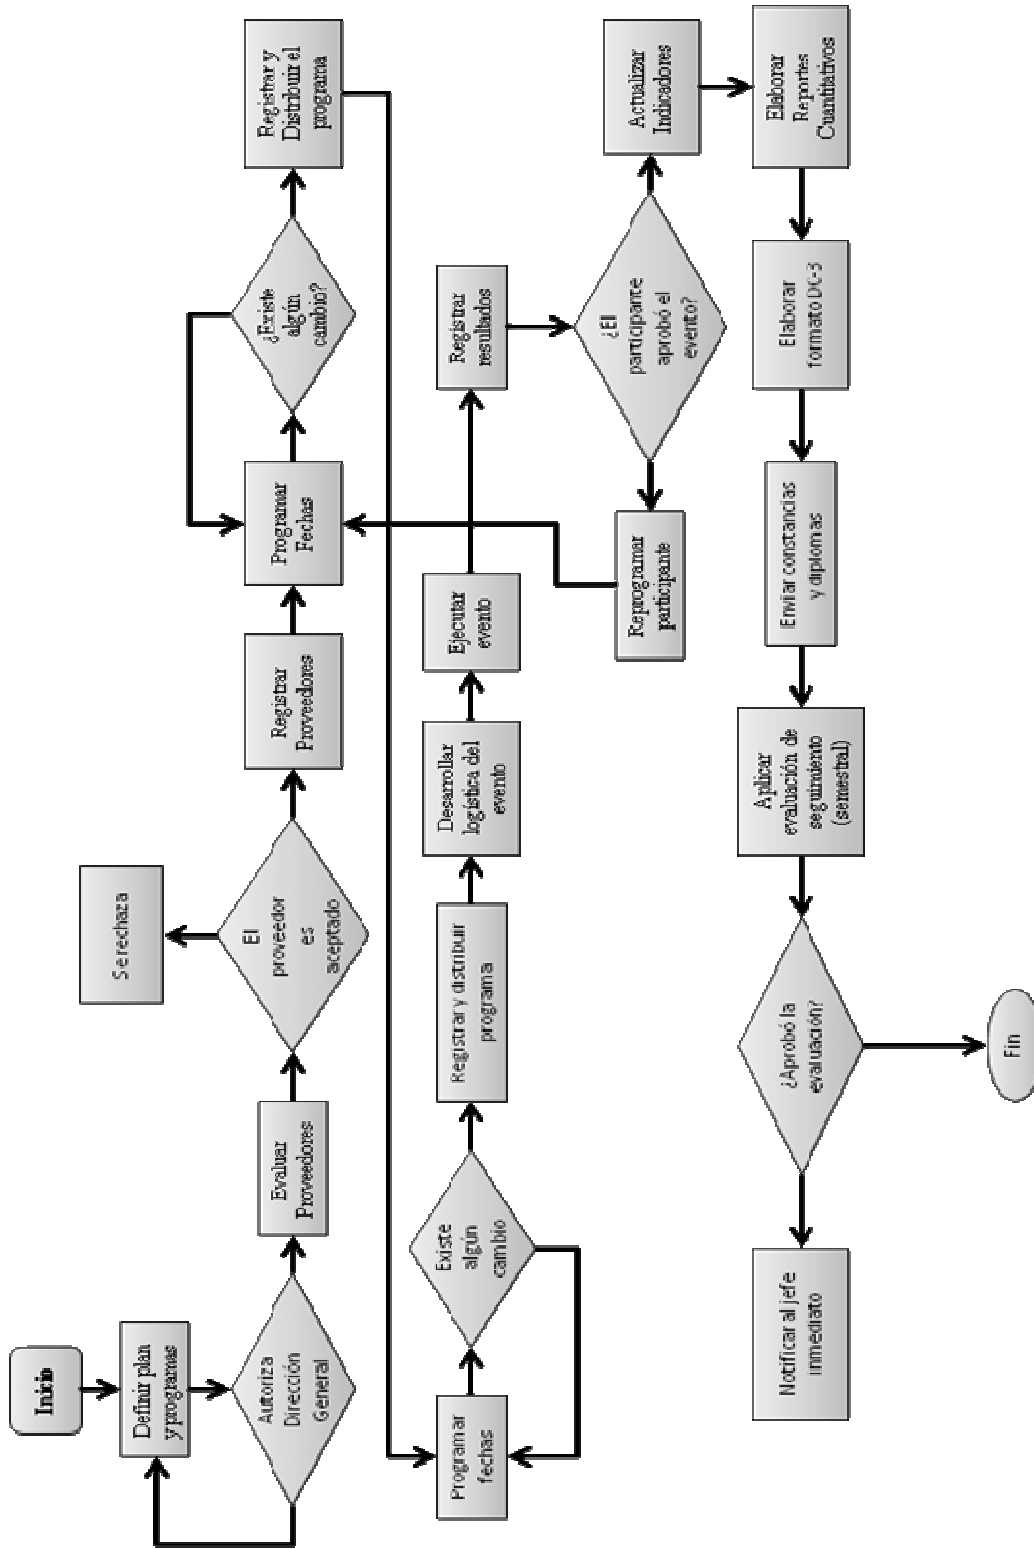 Inicio
Definir plan
y programas
Autoriza
Dirección
General
Evaluar
Proveedores
El
proveedor
es
aceptado
Se rechaza
Registrar
Proveedores
Programar
Fechas
¿Existe
algún
cambio?
Registrar y
Distribuir el
programa
Programar
fechas
Existe
algún
cambio
Registrar y distribuir
programa
Desarrollar
logística del
evento
Ejecutar
evento
Registrar
resultados
¿El
participante
aprobó el
evento?
Reprogramar
participante
Actualizar
Indicadores
Elaborar
Reportes
Cuantitativos
Elaborar
formato DC-3
Enviar constancias
y diplomas
Aplicar
evaluación de
seguimiento
(semestral)
¿Aprobó la
evaluación?
Notificar al jefe
inmediato
Fin